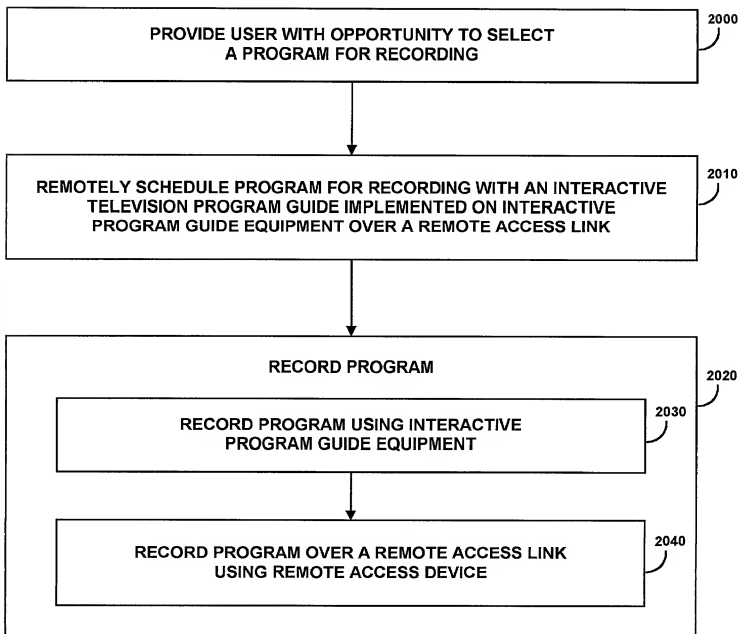 2000
PROVIDE USER WITH OPPORTUNITY TO SELECT
A PROGRAM FOR RECORDING
2010
REMOTELY SCHEDULE PROGRAM FOR RECORDING WITH AN INTERACTIVE
TELEVISION PROGRAM GUIDE IMPLEMENTED ON INTERACTIVE
PROGRAM GUIDE EQUIPMENT OVER A REMOTE ACCESS LINK
RECORD PROGRAM
2020
RECORD PROGRAM USING INTERACTIVE
PROGRAM GUIDE EQUIPMENT
2030
RECORD PROGRAM OVER A REMOTE ACCESS LINK
USING REMOTE ACCESS DEVICE
2040